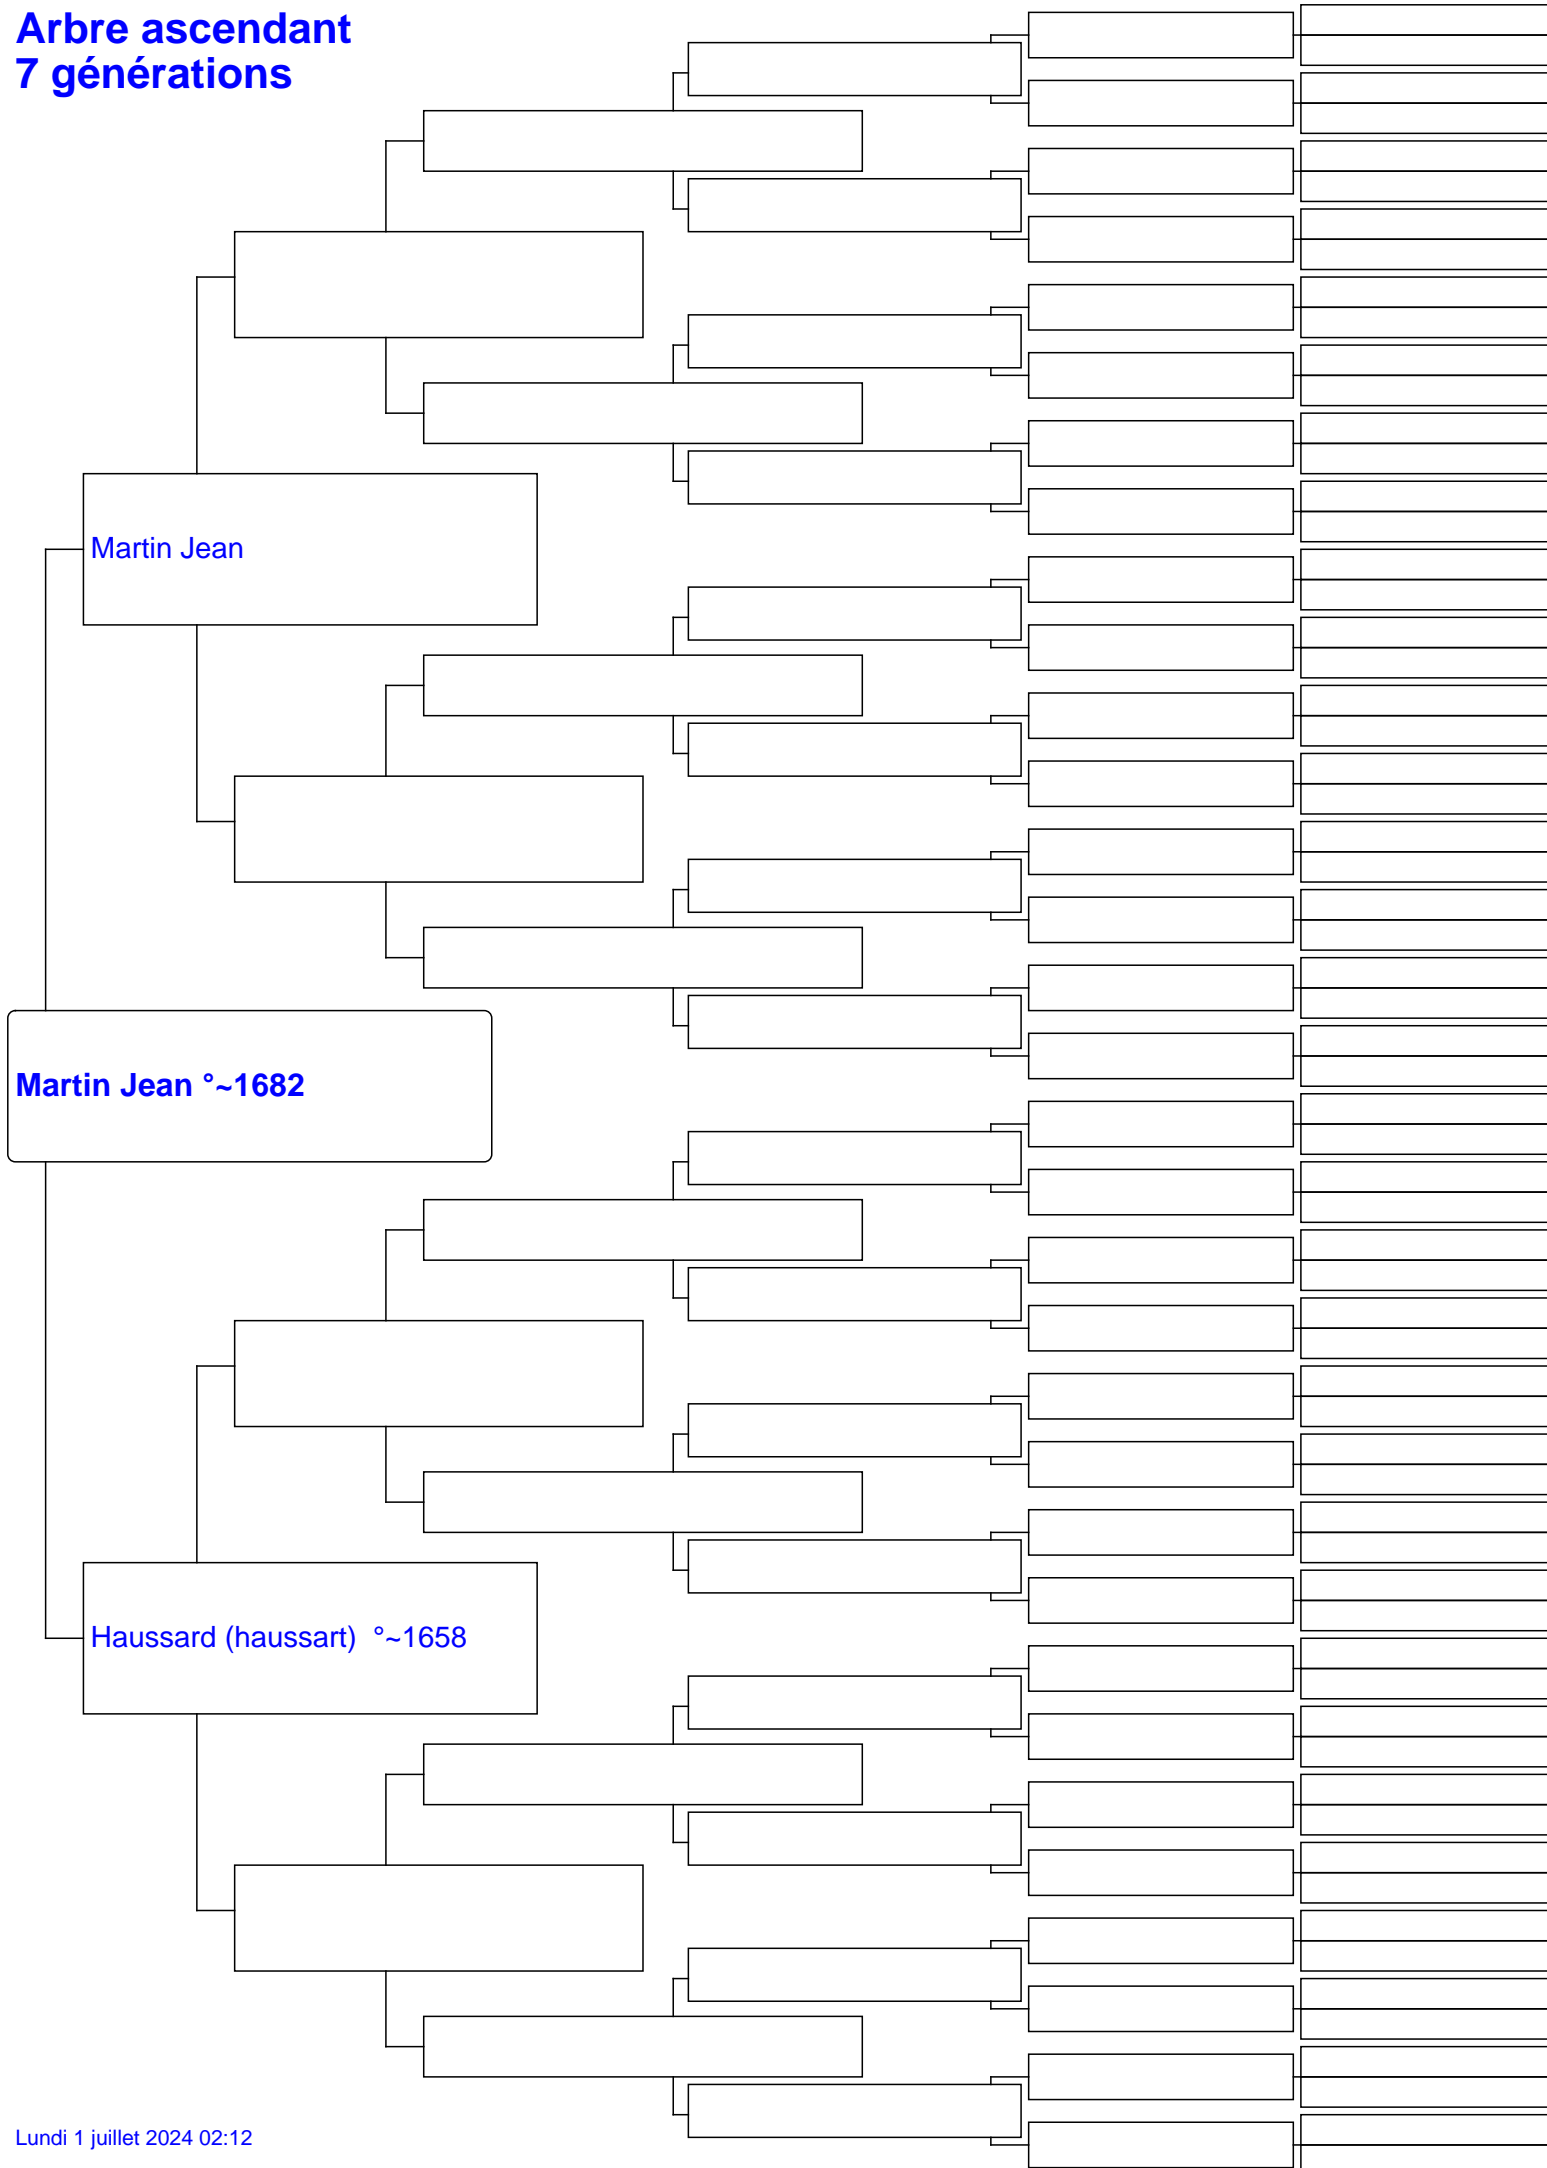 Arbre ascendant
7 générations
Martin Jean
Martin Jean °~1682
Haussard (haussart)  °~1658
Lundi 1 juillet 2024 02:12